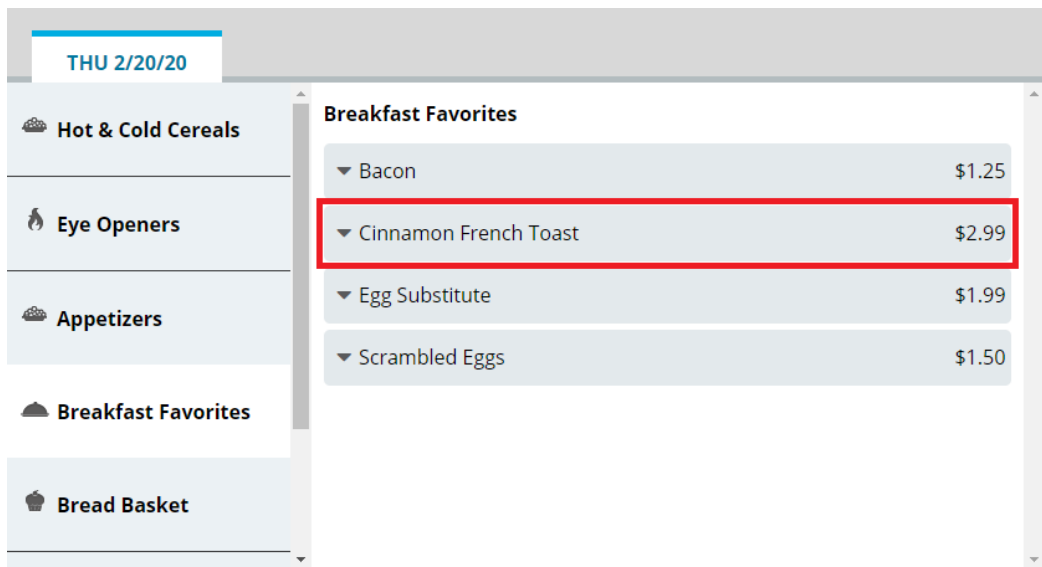 THU 2/20/20
Hot & Cold Cereals
Eye Openers
Appetizers
Breakfast Favorites
Bread Basket
Breakfast Favorites
Bacon $1.25
Cinnamon French Toast $2.99
Egg Substitute $1.99
Scrambled Eggs $1.50